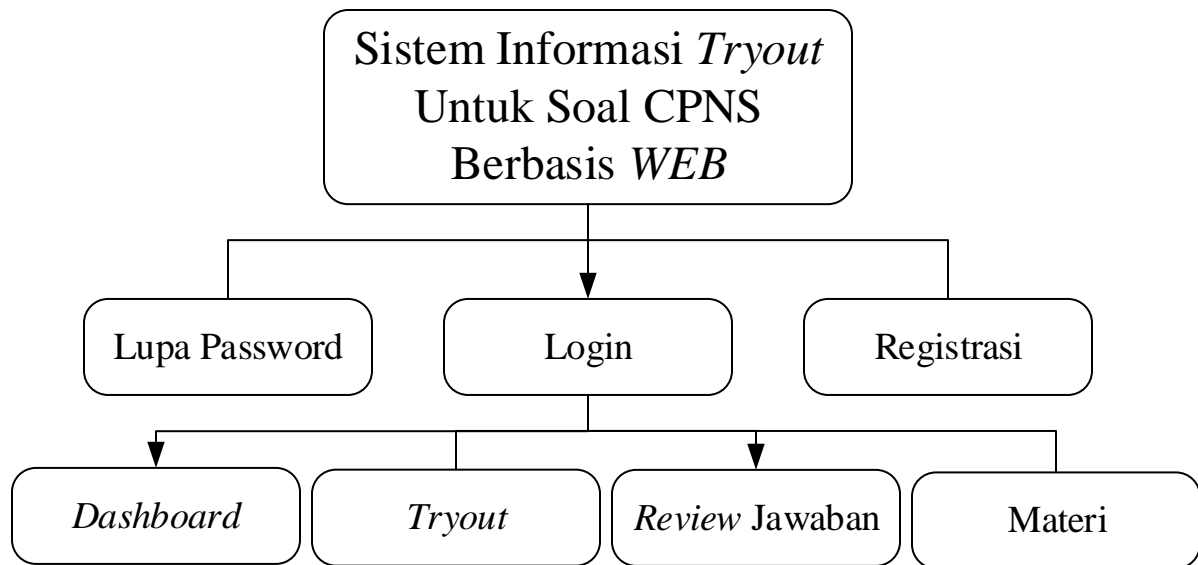 Sistem Informasi Tryout
Untuk Soal CPNS
Berbasis WEB
Lupa Password
Login
Registrasi
Dashboard
Tryout
Review Jawaban
Materi